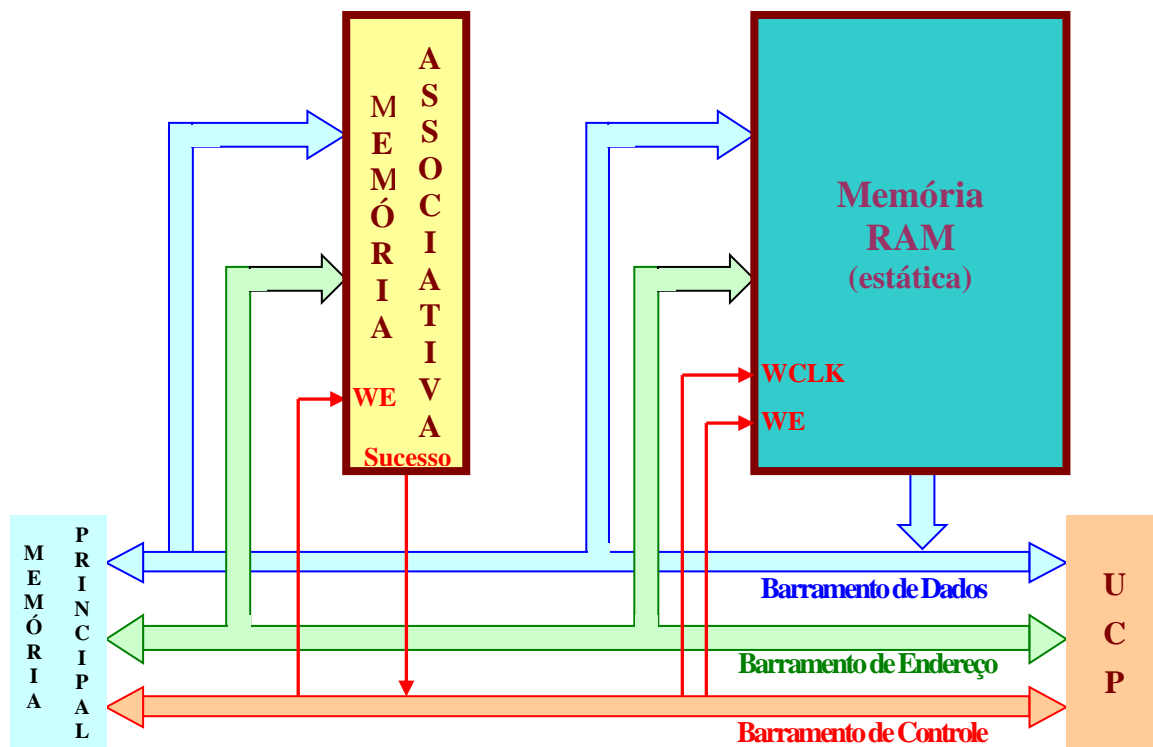 MEMÓRIA
ASSOCIATIVA
WE
Sucesso
Memória
RAM
(estática)
WCLK
WE
MEMÓRIA
PRINCIPAL
Barramento de Dados
Barramento de Endereço
Barramento de Controle
UCP